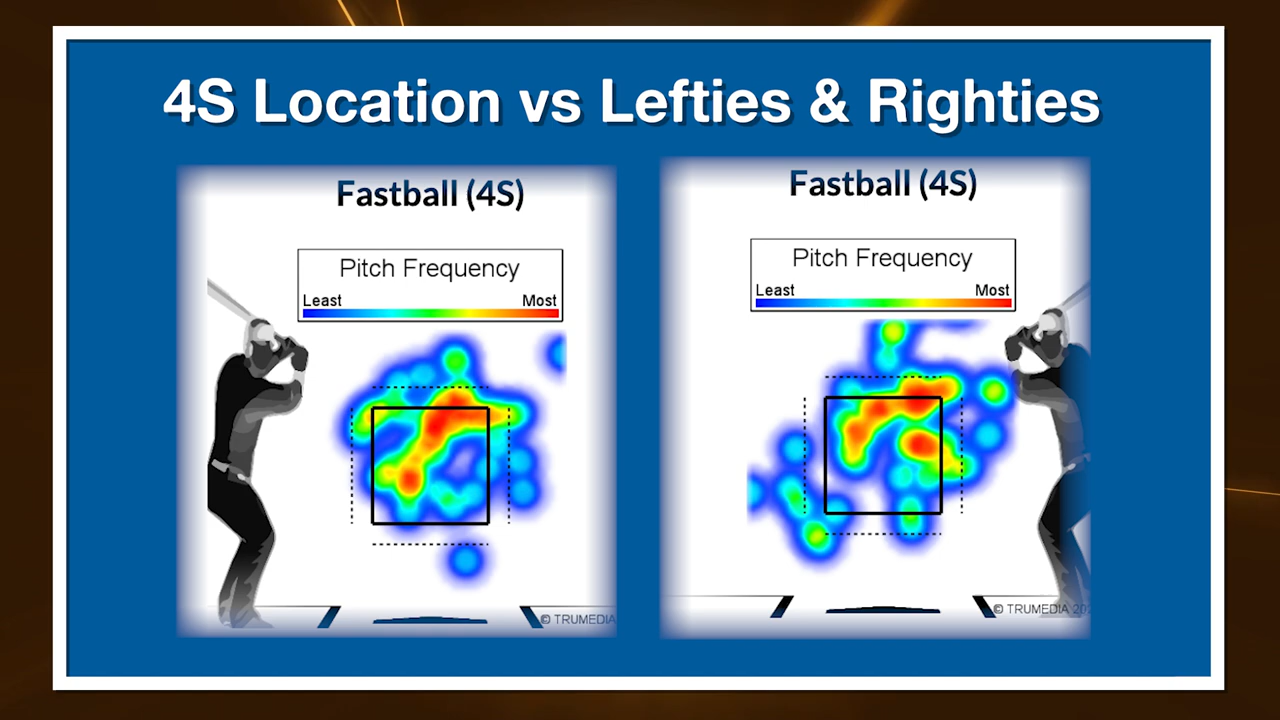 4S Location vs Lefties & Righties
Fastball (4S)
Pitch Frequency
Least Most
© TRUMEDIA
Fastball (4S)
Pitch Frequency
Least Most
© TRUMEDIA 20